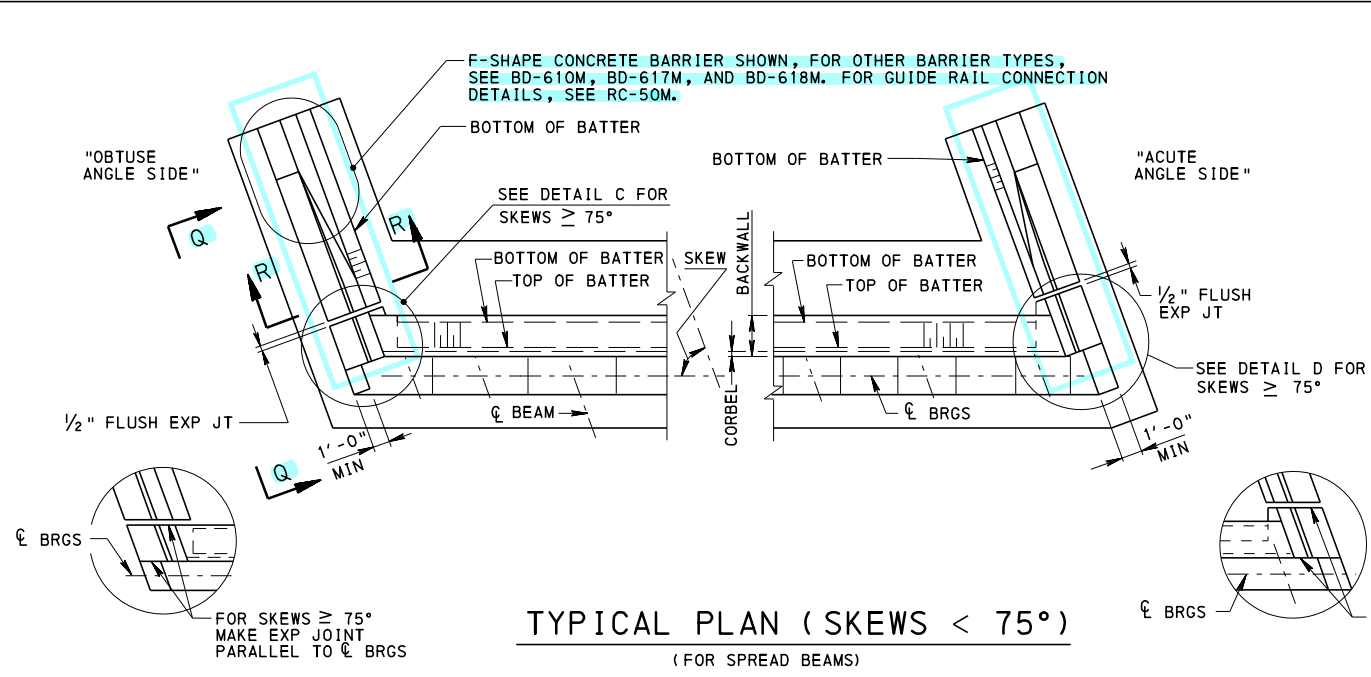 F-SHAPE CONCRETE BARRIER SHOWN, FOR OTHER BARRIER TYPES,
SEE BD-610M, BD-617M, AND BD-618M. FOR GUIDE RAIL CONNECTION
DETAILS, SEE RC-50M.
BOTTOM OF BATTER
"OBTUSE
ANGLE SIDE"
BOTTOM OF BATTER
"ACUTE
ANGLE SIDE"
SEE DETAIL C FOR
SKEWS ≥ 75°
Q
R
R
BOTTOM OF BATTER
TOP OF BATTER
SKEW
BACKWALL
BOTTOM OF BATTER
TOP OF BATTER
½" FLUSH
EXP JT
SEE DETAIL D FOR
SKEWS ≥ 75°
½" FLUSH EXP JT
1'-0"
MIN
℄ BEAM
CORBEL
℄ BRGS
1'-0"
MIN
Q
℄ BRGS
FOR SKEWS ≥ 75°
MAKE EXP JOINT
PARALLEL TO ℄ BRGS
℄ BRGS
TYPICAL PLAN (SKEWS < 75°)
(FOR SPREAD BEAMS)